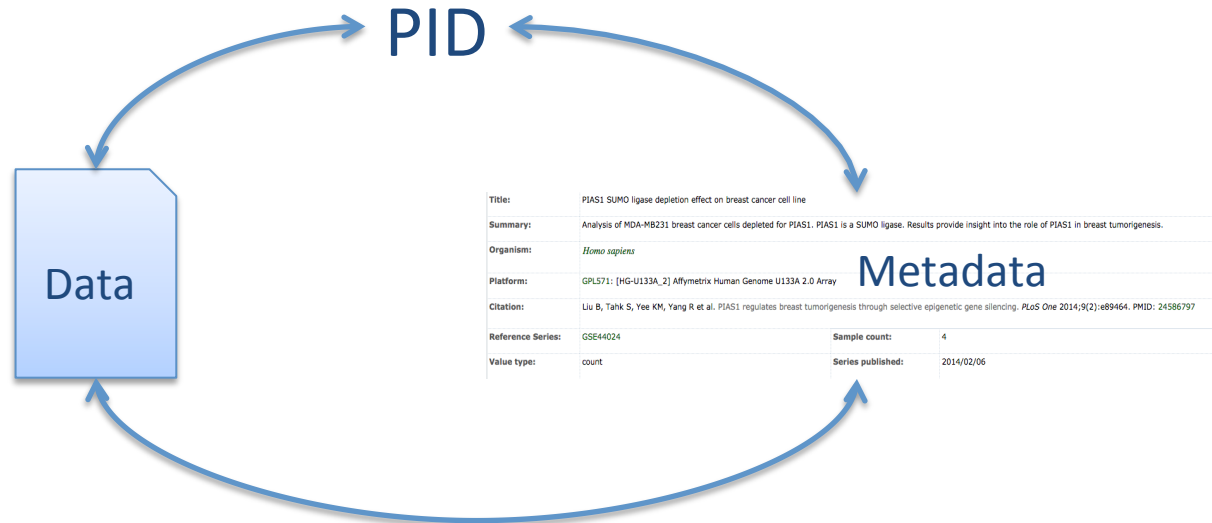 PID
Data
Title: PIAS1 SUMO ligase depletion effect on breast cancer cell line
Summary: Analysis of MDA-MB231 breast cancer cells depleted for PIAS1. PIAS1 is a SUMO ligase. Results provide insight into the role of PIAS1 in breast tumorigenesis.
Organism: Homo sapiens
Metadata
Platform: GPL571: [HG-U133A_2] Affymetrix Human Genome U133A 2.0 Array
Citation: Liu B, Tahk S, Yee KM, Yang R et al. PIAS1 regulates breast tumorigenesis through selective epigenetic gene silencing. PLoS One 2014;9(2):e89464. PMID: 24586797
Reference Series: GSE44024 Sample count: 4
Value type: count Series published: 2014/02/06